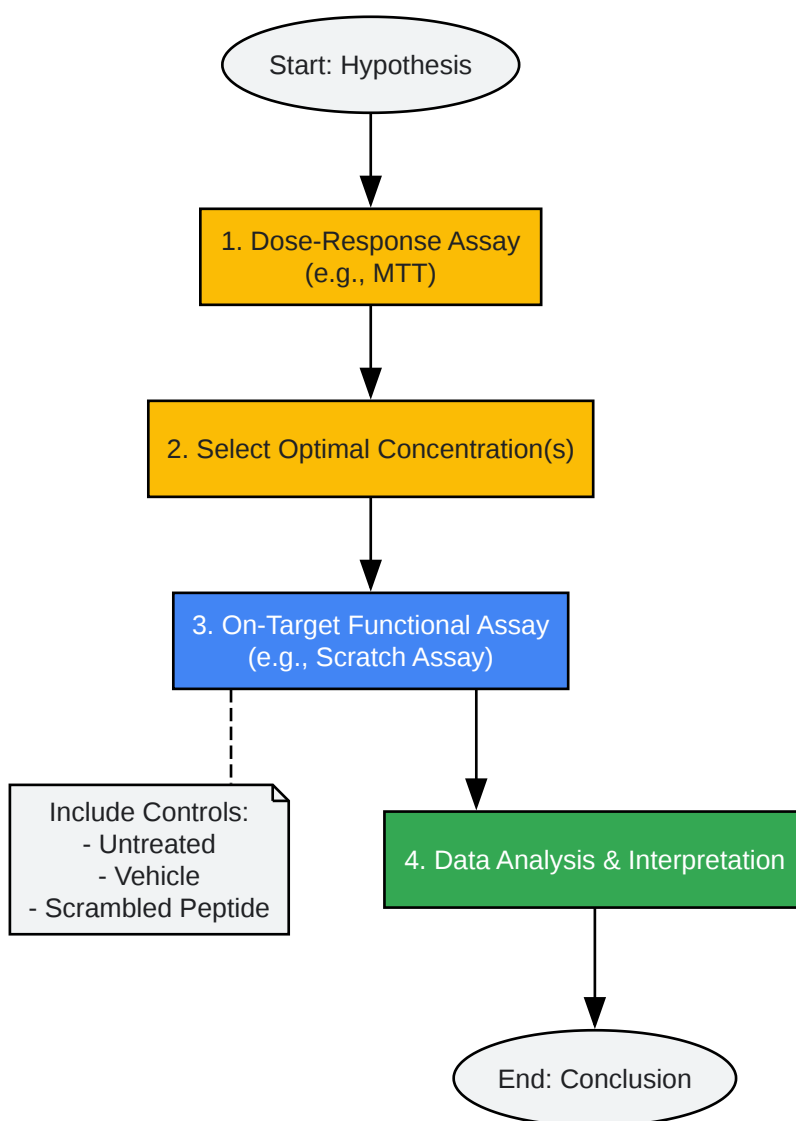 Start: Hypothesis
1. Dose-Response Assay
(e.g., MTT)
2. Select Optimal Concentration(s)
3. On-Target Functional Assay
(e.g., Scratch Assay)
Include Controls:
- Untreated
- Vehicle
- Scrambled Peptide
4. Data Analysis & Interpretation
End: Conclusion